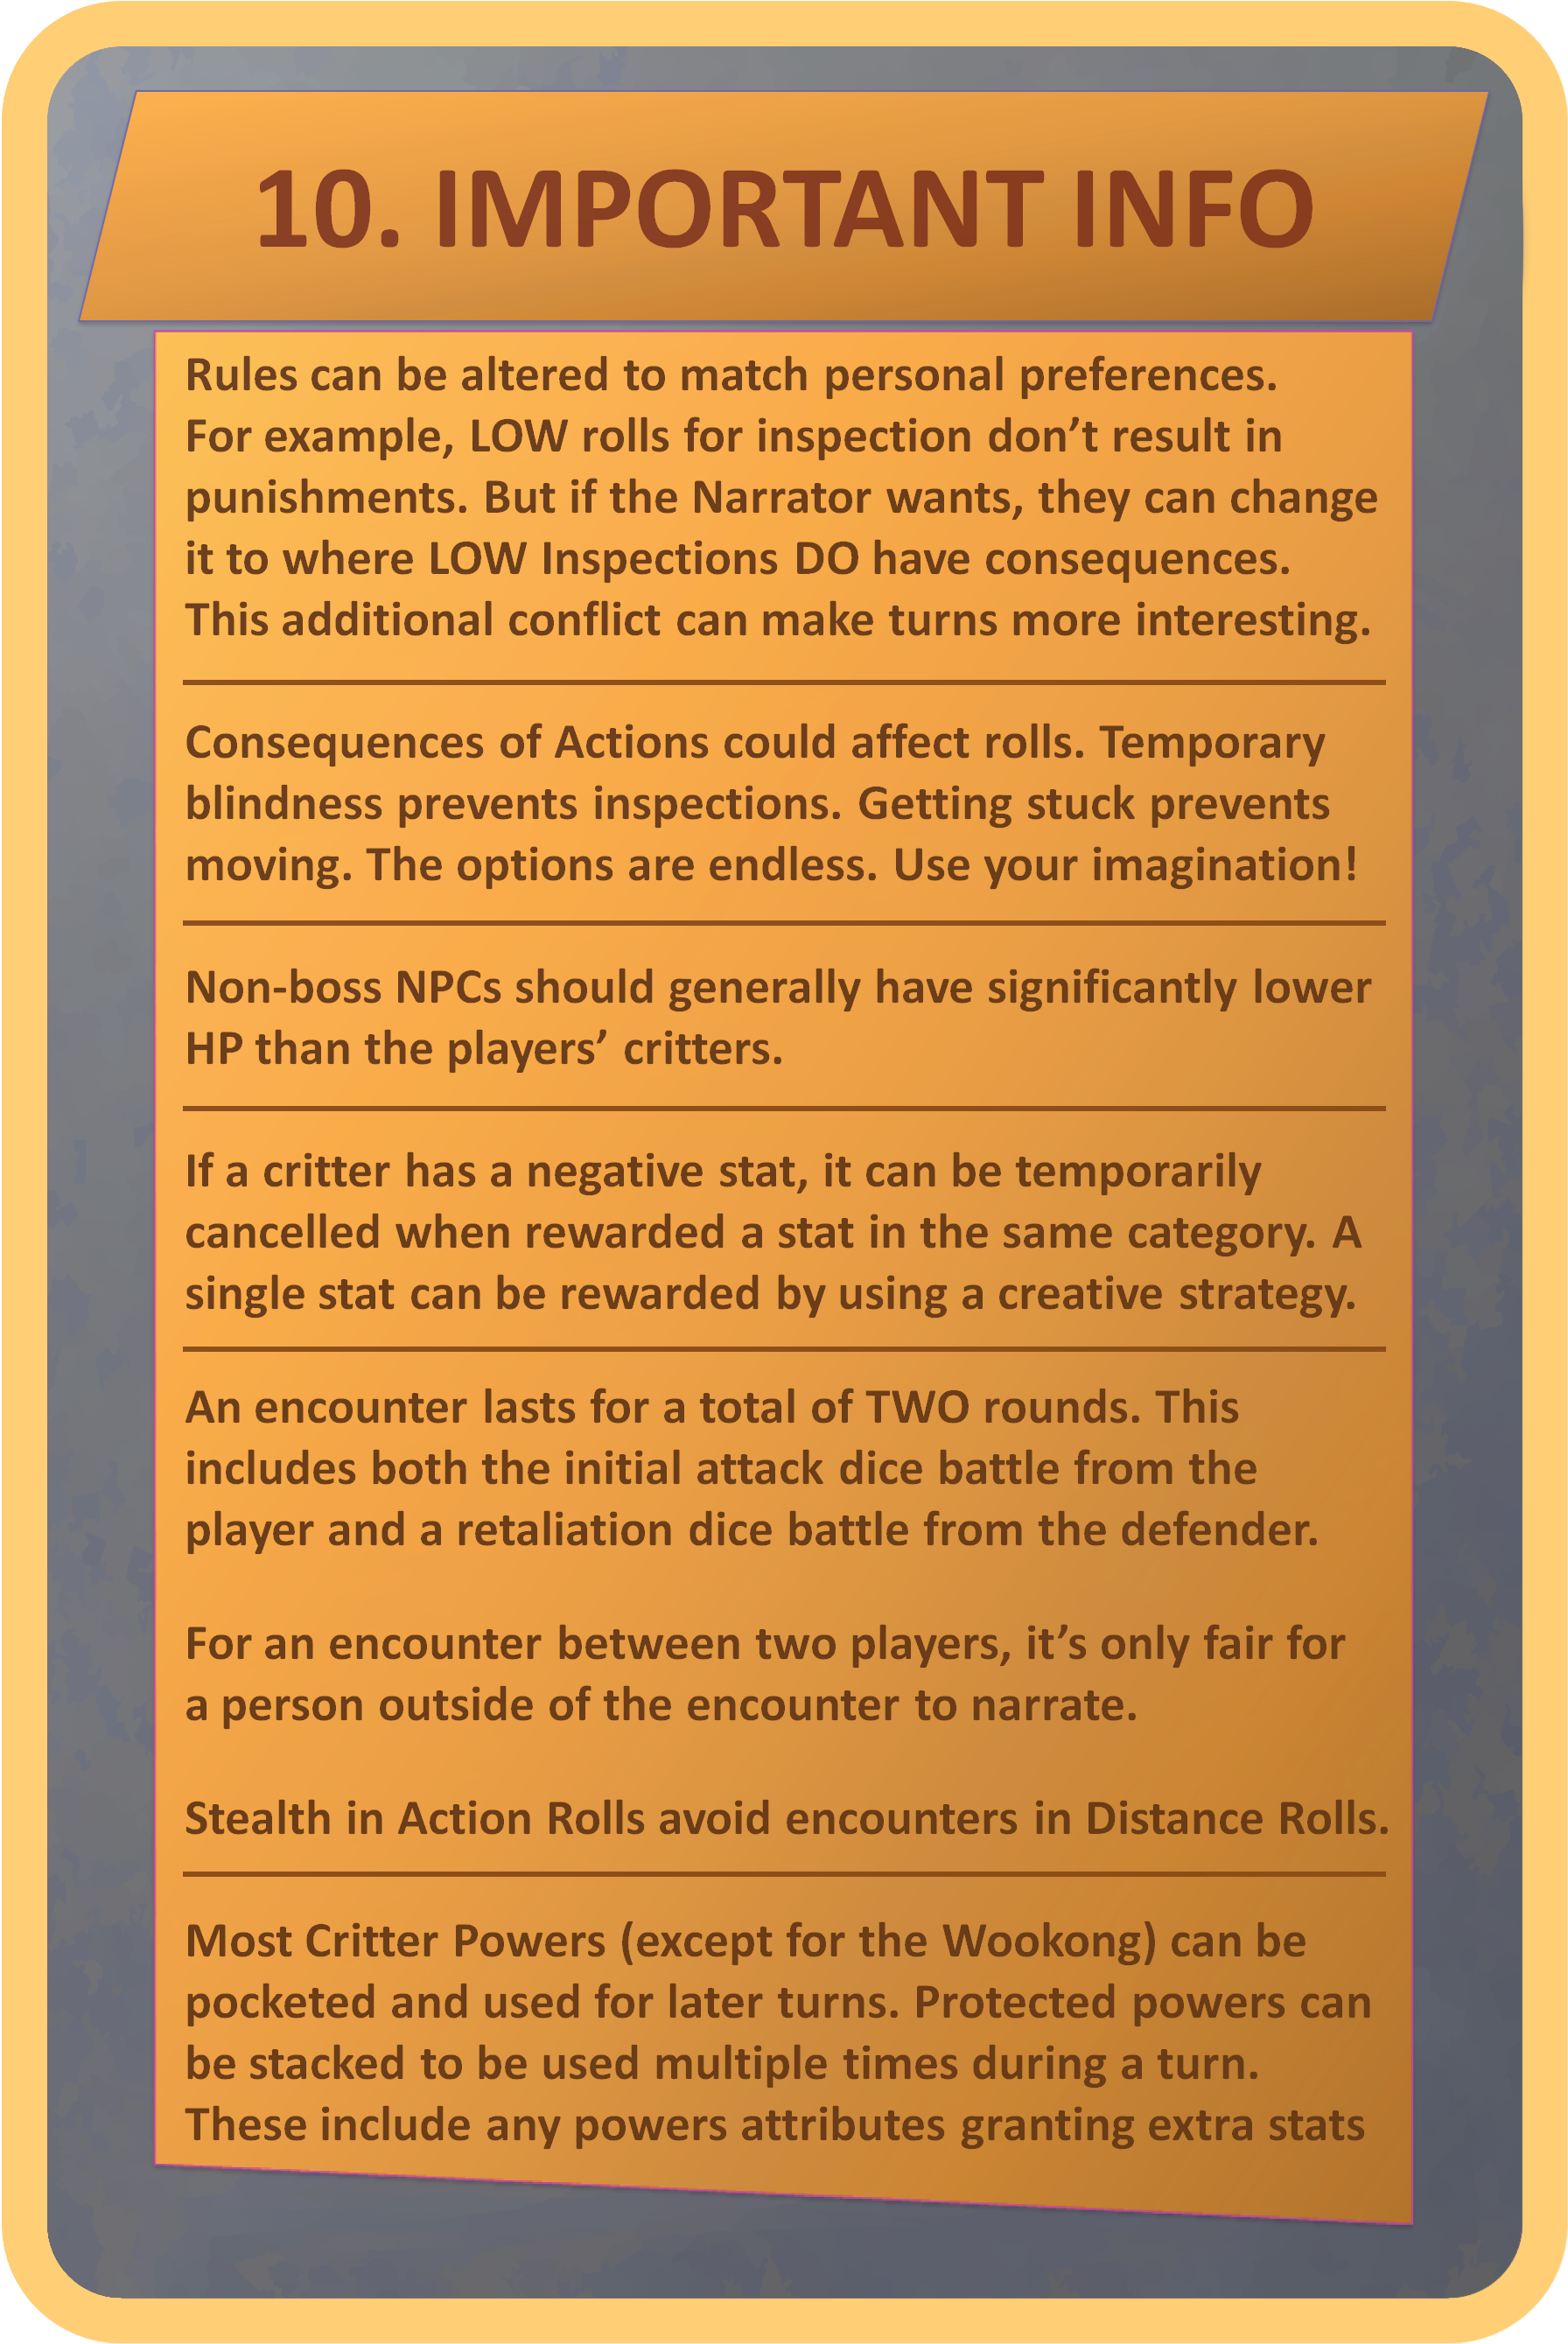 10. IMPORTANT INFO
Rules can be altered to match personal preferences.
For example, LOW rolls for inspection don’t result in
punishments. But if the Narrator wants, they can change
it to where LOW Inspections DO have consequences.
This additional conflict can make turns more interesting.
Consequences of Actions could affect rolls. Temporary
blindness prevents inspections. Getting stuck prevents
moving. The options are endless. Use your imagination!
Non-boss NPCs should generally have significantly lower
HP than the players’ critters.
If a critter has a negative stat, it can be temporarily
cancelled when rewarded a stat in the same category. A
single stat can be rewarded by using a creative strategy.
An encounter lasts for a total of TWO rounds. This
includes both the initial attack dice battle from the
player and a retaliation dice battle from the defender.
For an encounter between two players, it’s only fair for
a person outside of the encounter to narrate.
Stealth in Action Rolls avoid encounters in Distance Rolls.
Most Critter Powers (except for the Wookong) can be
pocketed and used for later turns. Protected powers can
be stacked to be used multiple times during a turn.
These include any powers attributes granting extra stats